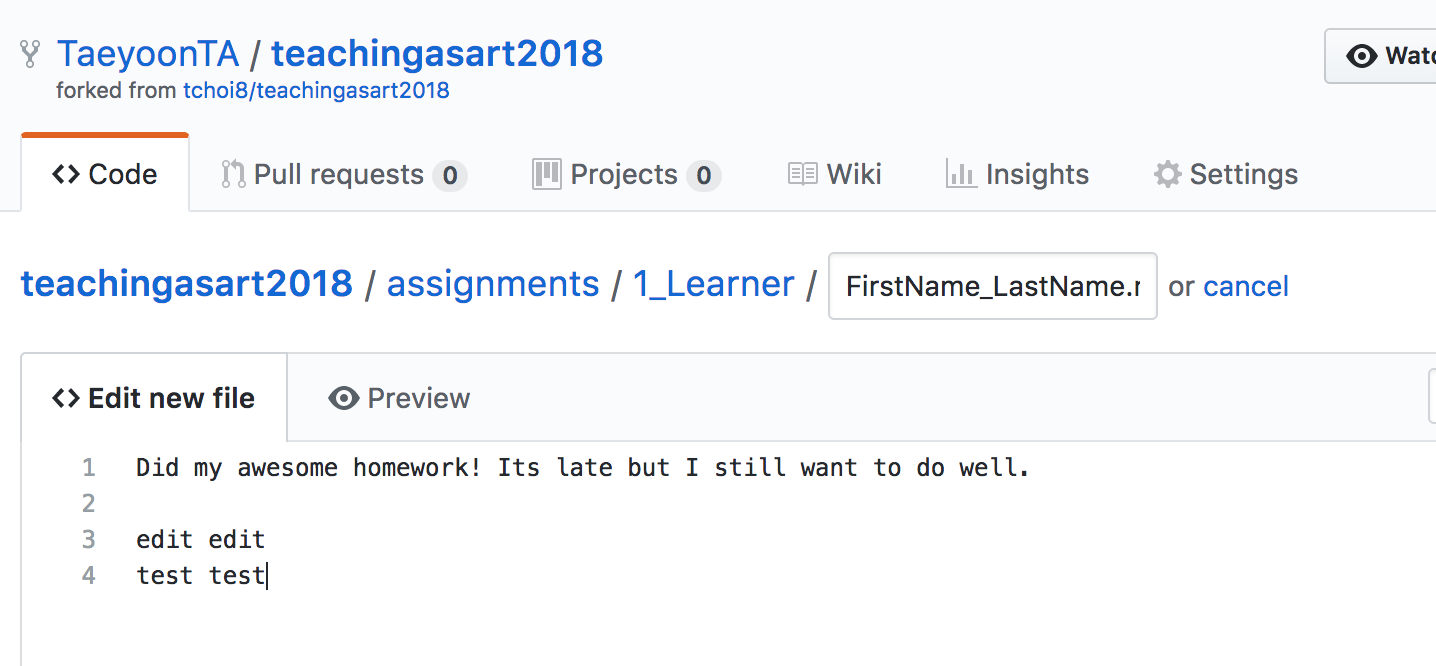 TaeyoonTA / teachingasart2018
forked from tchoi8/teachingasart2018
Code Pull requests 0 Projects 0 Wiki Insights Settings
teachingasart2018 / assignments / 1_Learner / FirstName_LastName. or cancel
Edit new file Preview
1 Did my awesome homework! Its late but I still want to do well.
2
3 edit edit
4 test test